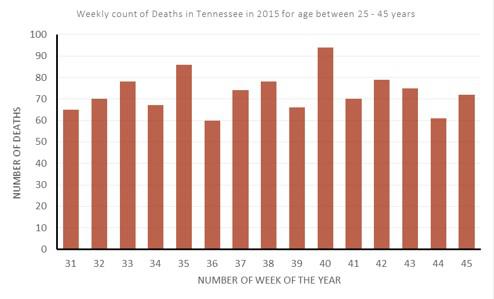 Weekly count of Deaths in Tennessee in 2015 for age between 25 - 45 years
100
90
80
70
60
50
40
30
20
10
0
NUMBER OF DEATHS
31 32 33 34 35 36 37 38 39 40 41 42 43 44 45
NUMBER OF WEEK OF THE YEAR